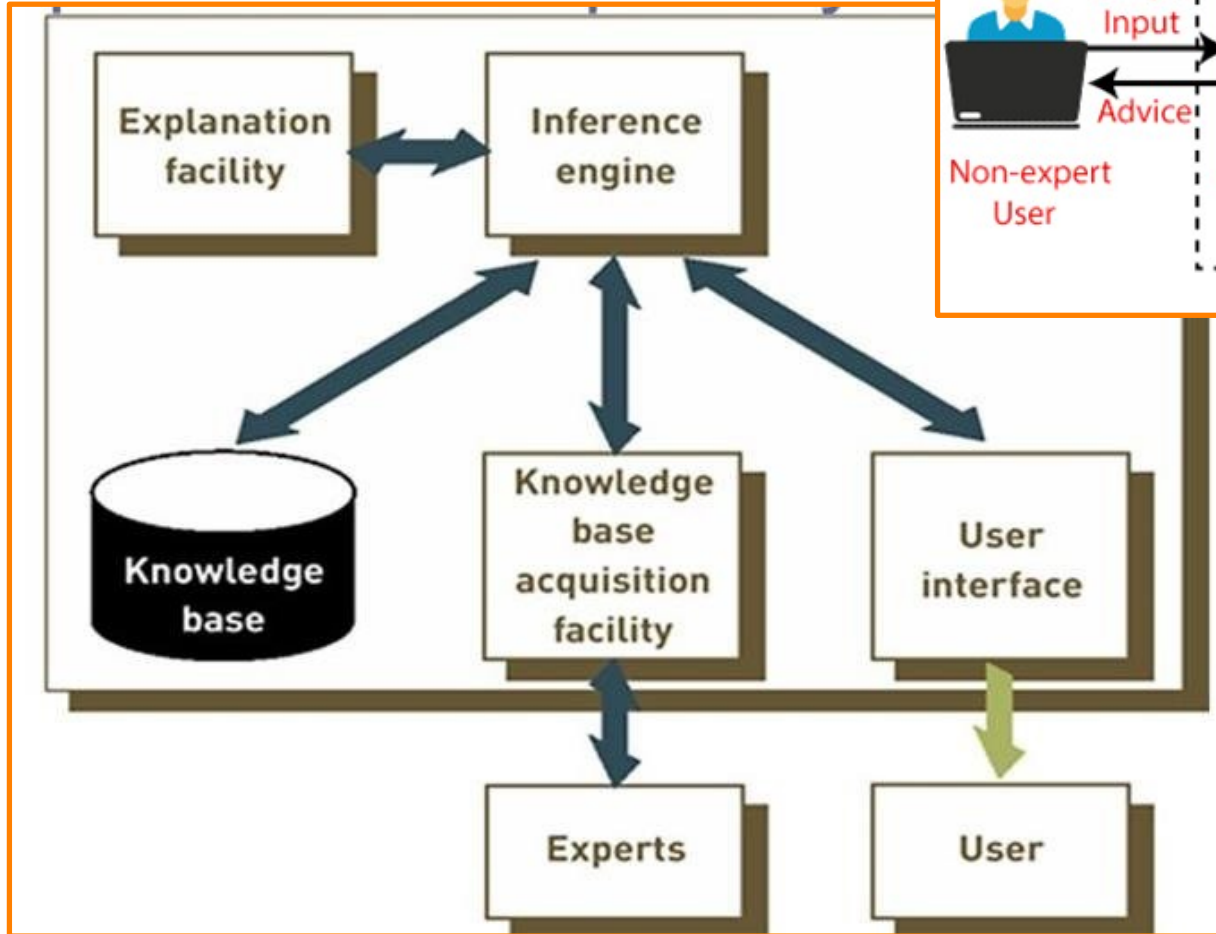 Input
Advice
Non-expert
User
Explanation
facility
Inference
engine
Knowledge
base
Knowledge
base
acquisition
facility
User
interface
Experts
User